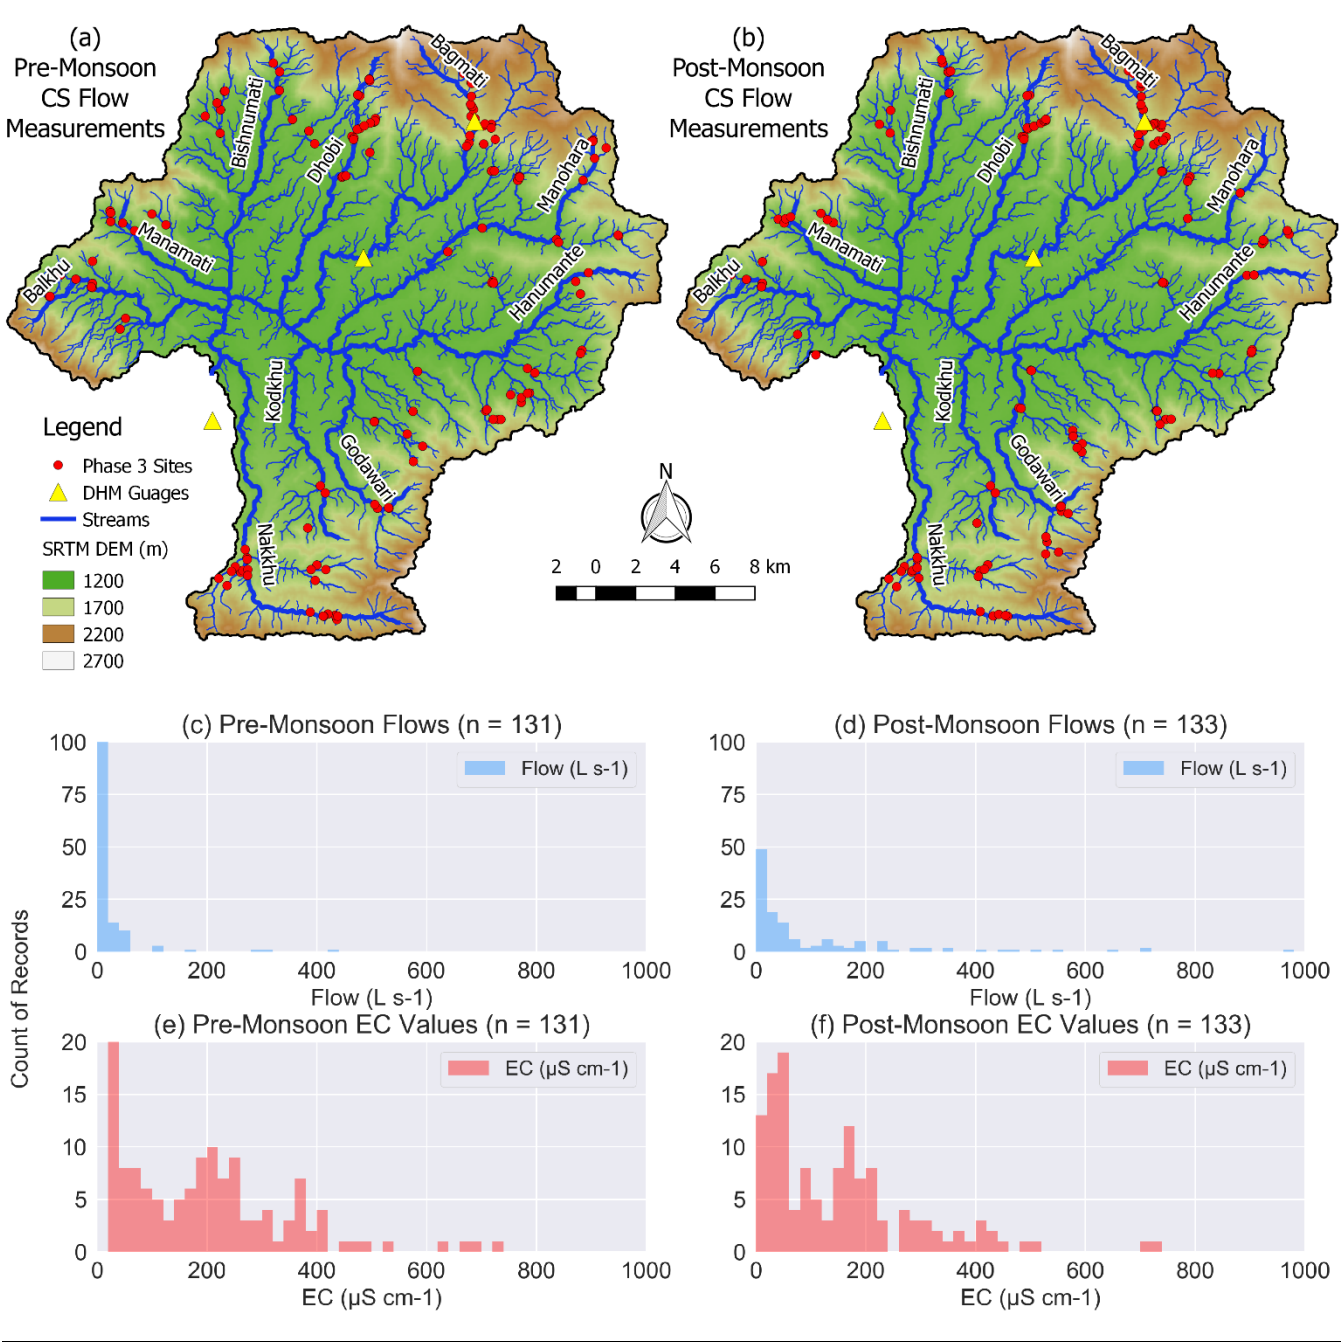 (a)
Pre-Monsoon
CS Flow
Measurements
Bishnumati
Dhobi
Bagmati
Manohara
Manamati
Balkhu
Hanumante
Kodkhu
Godawari
Nakkhu
(b)
Post-Monsoon
CS Flow
Measurements
Bishnumati
Dhobi
Bagmati
Manohara
Manamati
Balkhu
Hanumante
Kodkhu
Godawari
Nakkhu
Legend
Phase 3 Sites
DHM Guages
Streams
SRTM DEM (m)
1200
1700
2200
2700
N
2 0 2 4 6 8 km
Count of Records
(c) Pre-Monsoon Flows (n = 131)
Flow (L s-1)
100
75
50
25
0
0 200 400 600 800 1000
Flow (L s-1)
(d) Post-Monsoon Flows (n = 133)
Flow (L s-1)
100
75
50
25
0
0 200 400 600 800 1000
Flow (L s-1)
(e) Pre-Monsoon EC Values (n = 131)
EC (µS cm-1)
20
15
10
5
0
0 200 400 600 800 1000
EC (µS cm-1)
(f) Post-Monsoon EC Values (n = 133)
EC (µS cm-1)
20
15
10
5
0
0 200 400 600 800 1000
EC (µS cm-1)